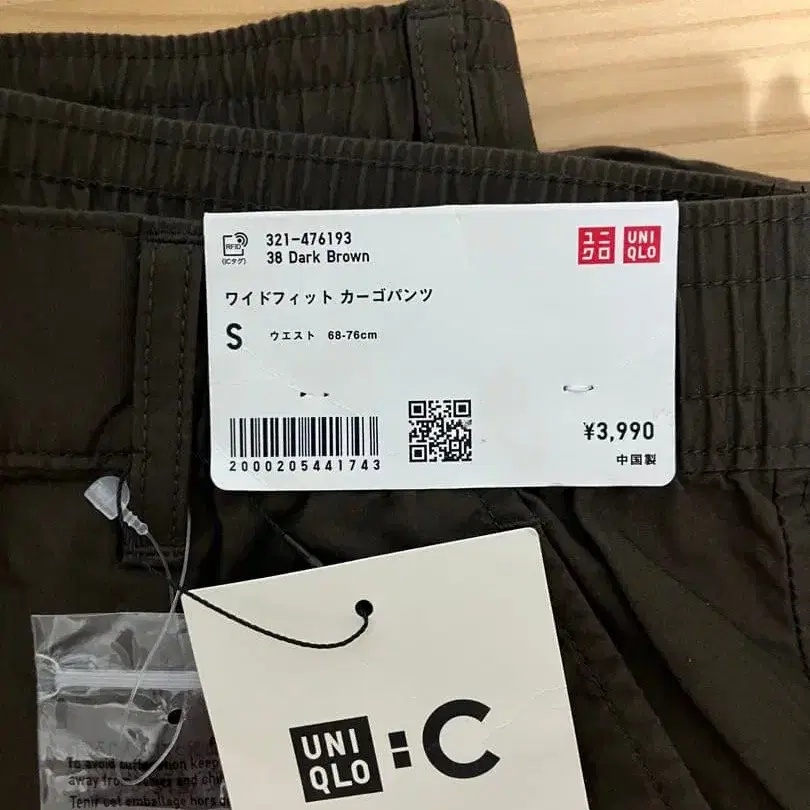 RFID
(ICタグ)
321-476193
38 Dark Brown
ユニ
クロ
UNI
QLO
ワイドフィット カーゴパンツ
S ウエスト 68-76cm
2000205441743
¥3,990
中国製
UNI
QLO
: C
To avoid suffocation keep
away from babies and
Tenir cet emballage hors